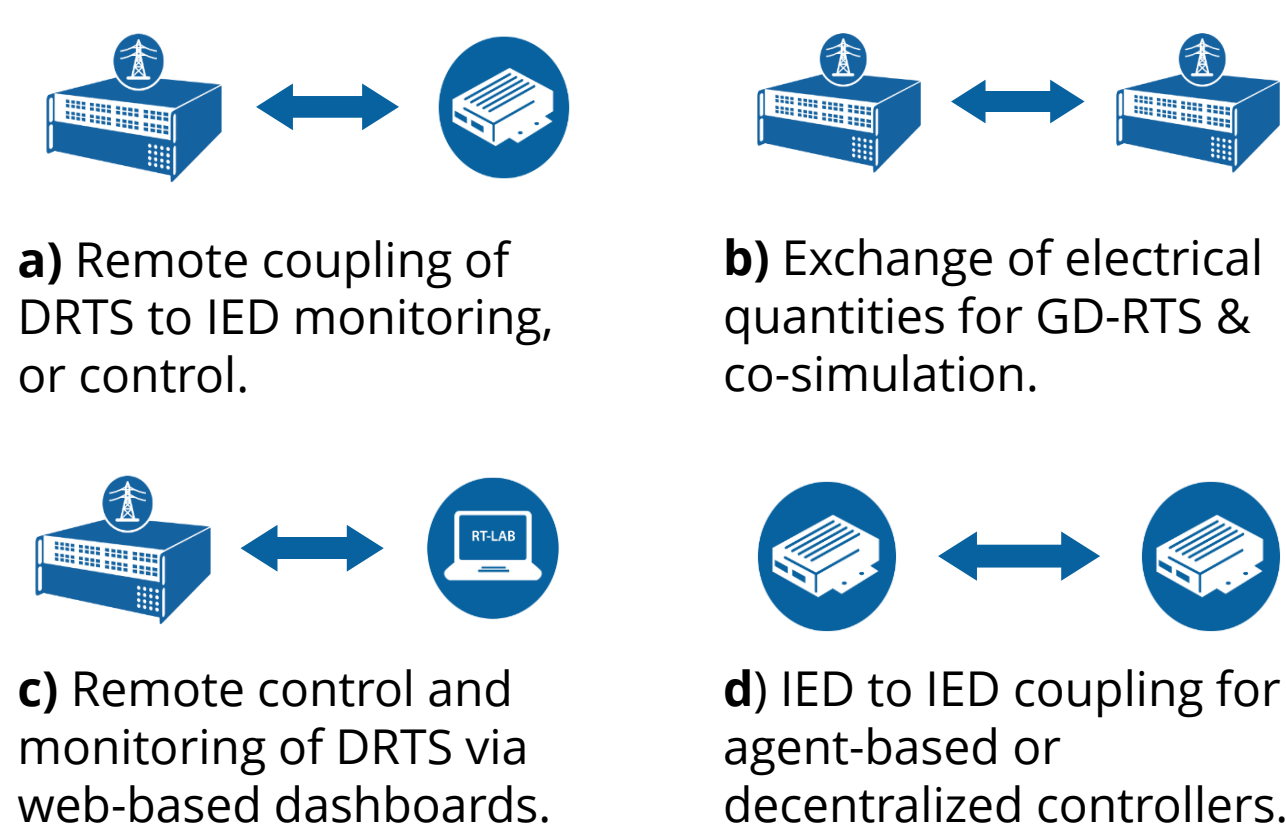 a) Remote coupling of
DRTS to IED monitoring,
or control.
b) Exchange of electrical
quantities for GD-RTS &
co-simulation.
RT-LAB
c) Remote control and
monitoring of DRTS via
web-based dashboards.
d) IED to IED coupling for
agent-based or
decentralized controllers.